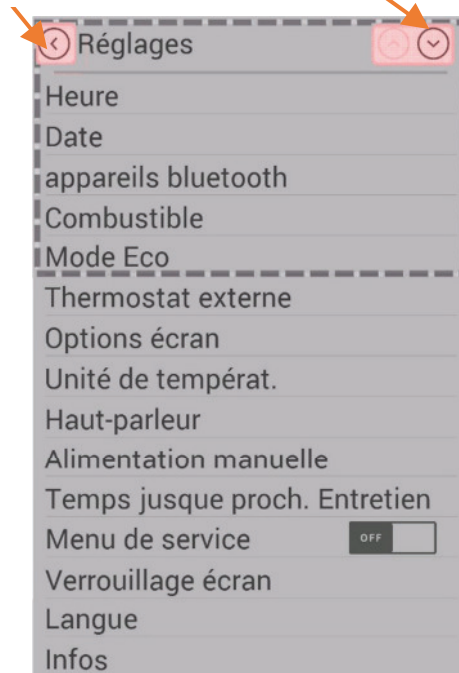 Réglages
Heure
Date
appareils bluetooth
Combustible
Mode Eco
Thermostat externe
Options écran
Unité de températ.
Haut-parleur
Alimentation manuelle
Temps jusque proch. Entretien
Menu de service OFF
Verrouillage écran
Langue
Infos